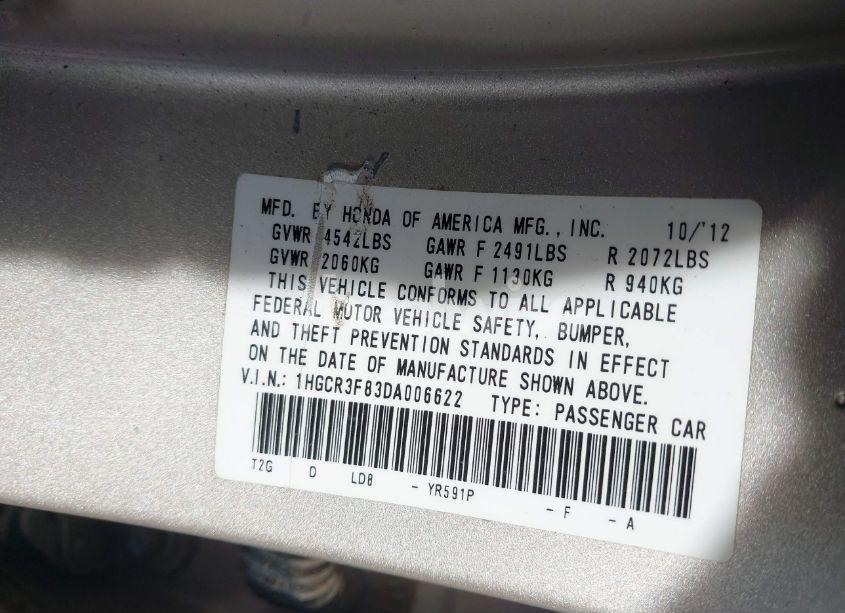 MFD. BY HONDA OF AMERICA MFG., INC. 10/'12
GVWR 4542LBS GAWR F 2491LBS R 2072LBS
GVWR 2060KG GAWR F 1130KG R 940KG
THIS VEHICLE CONFORMS TO ALL APPLICABLE
FEDERAL MOTOR VEHICLE SAFETY, BUMPER,
AND THEFT PREVENTION STANDARDS IN EFFECT
ON THE DATE OF MANUFACTURE SHOWN ABOVE.
V.I.N.: 1HGCR3F83DA006622 TYPE: PASSENGER CAR
T2G D LD8 - YR591P - F - A